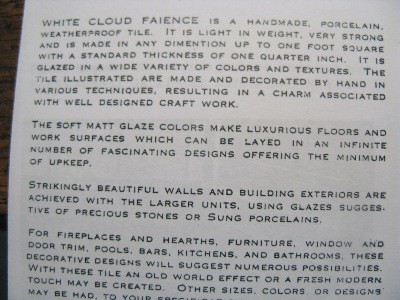 WHITE CLOUD FAIENCE IS A HANDMADE, PORCELAIN,
WEATHERPROOF TILE. IT IS LIGHT IN WEIGHT, VERY STRONG
AND IS MADE IN ANY DIMENTION UP TO ONE FOOT SQUARE
WITH A STANDARD THICKNESS OF ONE QUARTER INCH. IT IS
GLAZED IN A WIDE VARIETY OF COLORS AND TEXTURES. THE
TILE ILLUSTRATED ARE MADE AND DECORATED BY HAND IN
VARIOUS TECHNIQUES, RESULTING IN A CHARM ASSOCIATED
WITH WELL DESIGNED CRAFT WORK.
THE SOFT MATT GLAZE COLORS MAKE LUXURIOUS FLOORS AND
WORK SURFACES WHICH CAN BE LAYED IN AN INFINITE
NUMBER OF FASCINATING DESIGNS OFFERING THE MINIMUM
OF UPKEEP.
STRIKINGLY BEAUTIFUL WALLS AND BUILDING EXTERIORS ARE
ACHIEVED WITH THE LARGER UNITS, USING GLAZES SUGGES-
TIVE OF PRECIOUS STONES OR SUNG PORCELAINS.
FOR FIREPLACES AND HEARTHS, FURNITURE, WINDOW AND
DOOR TRIM, POOLS, BARS, KITCHENS, AND BATHROOMS, THESE
DECORATIVE DESIGNS WILL SUGGEST NUMEROUS POSSIBILITIES.
WITH THESE TILE AN OLD WORLD EFFECT OR A FRESH MODERN
TOUCH MAY BE CREATED. OTHER SIZES, COLORS, OR DESIGNS
MAY BE HAD, TO YOUR